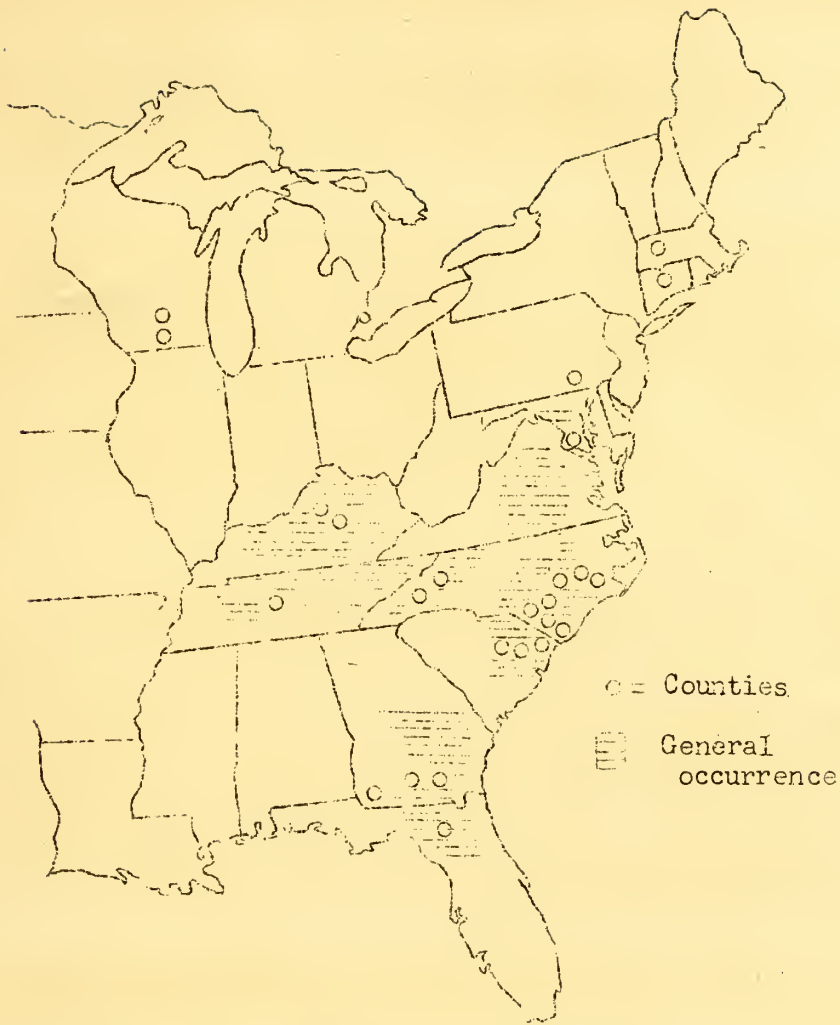 ○ = Counties
General
occurrence